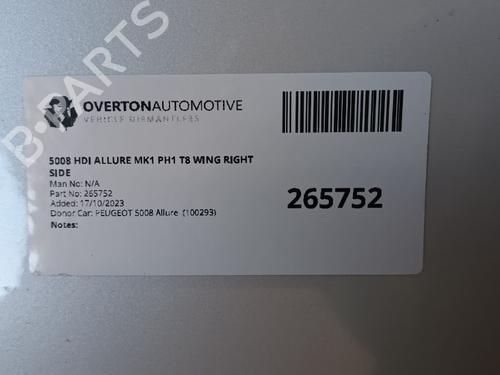 B-PARTS
OVERTONAUTOMOTIVE
VEHICLE DISMANTLERS
5008 HDI ALLURE MK1 PH1 T8 WING RIGHT
SIDE
Man No: N/A
Part No: 265752
Added: 17/10/2023
Donor Car: PEUGEOT 5008 Allure (100293)
Notes:
265752